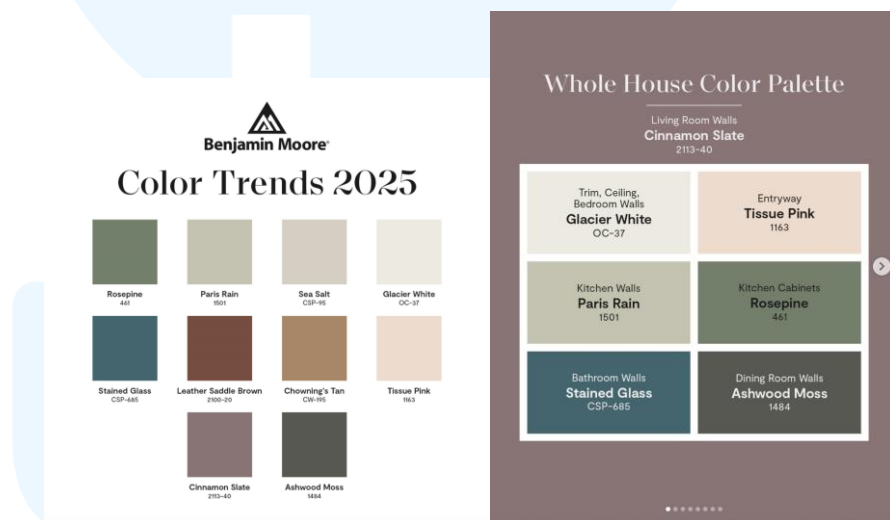 Benjamin Moore®
Color Trends 2025
Rosepine
461
Paris Rain
1501
Sea Salt
CSP-95
Glacier White
OC-37
Stained Glass
CSP-685
Leather Saddle Brown
2100-20
Chowning's Tan
CW-195
Tissue Pink
1163
Cinnamon Slate
2113-40
Ashwood Moss
1484
Whole House Color Palette
Living Room Walls
Cinnamon Slate
2113-40
Trim, Ceiling,
Bedroom Walls
Glacier White
OC-37
Entryway
Tissue Pink
1163
Kitchen Walls
Paris Rain
1501
Kitchen Cabinets
Rosepine
461
Bathroom Walls
Stained Glass
CSP-685
Dining Room Walls
Ashwood Moss
1484